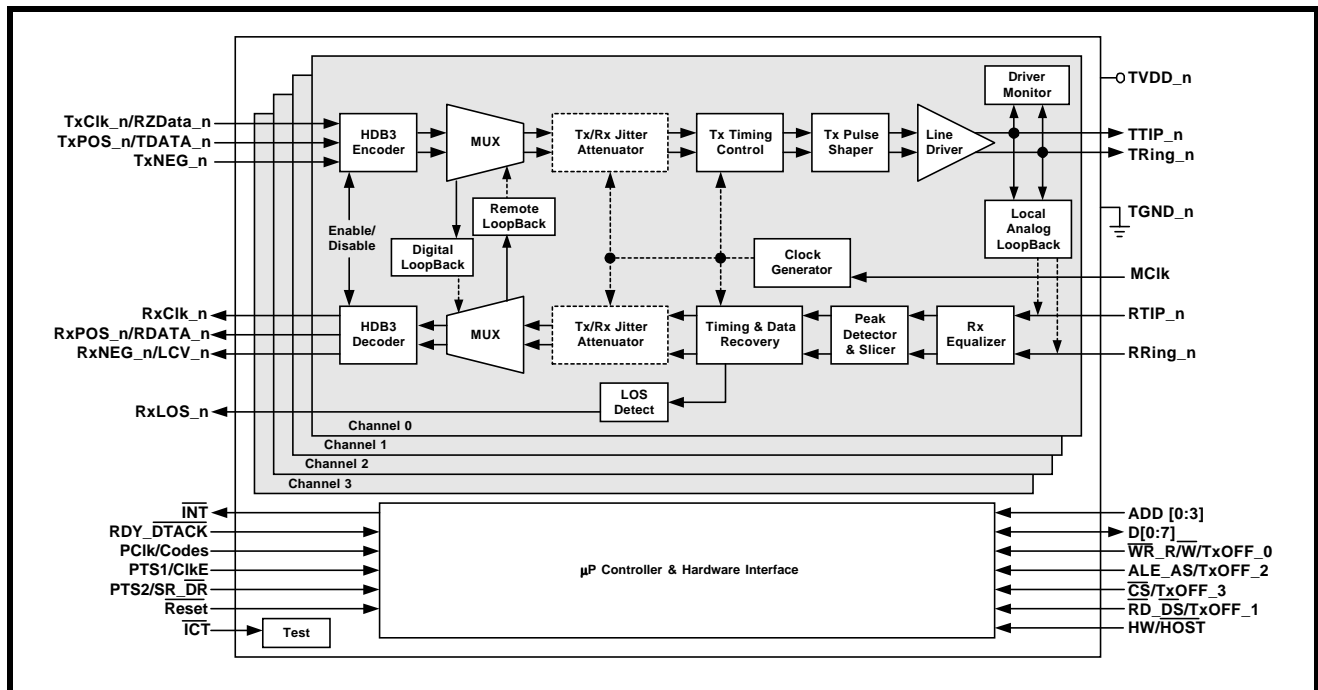 Driver
Monitor
TVDD_n
TxClk_n/RZData_n
TxPOS_n/TDATA_n
TxNEG_n
HDB3
Encoder
MUX
Tx/Rx Jitter
Attenuator
Tx Timing
Control
Tx Pulse
Shaper
Line
Driver
TTIP_n
TRing_n
Enable/
Disable
Digital
LoopBack
Remote
LoopBack
Local
Analog
LoopBack
TGND_n
Clock
Generator
MClk
RxClk_n
RxPOS_n/RDATA_n
RxNEG_n/LCV_n
HDB3
Decoder
MUX
Tx/Rx Jitter
Attenuator
Timing & Data
Recovery
Peak
Detector
& Slicer
Rx
Equalizer
RTIP_n
RRing_n
RxLOS_n
LOS
Detect
Channel 0
Channel 1
Channel 2
Channel 3
INT
RDY_DTACK
PClk/Codes
PTS1/ClkE
PTS2/SR_DR
Reset
ICT
Test
µP Controller & Hardware Interface
ADD [0:3]
D[0:7]
WR_R/W/TxOFF_0
ALE_AS/TxOFF_2
CS/TxOFF_3
RD_DS/TxOFF_1
HW/HOST